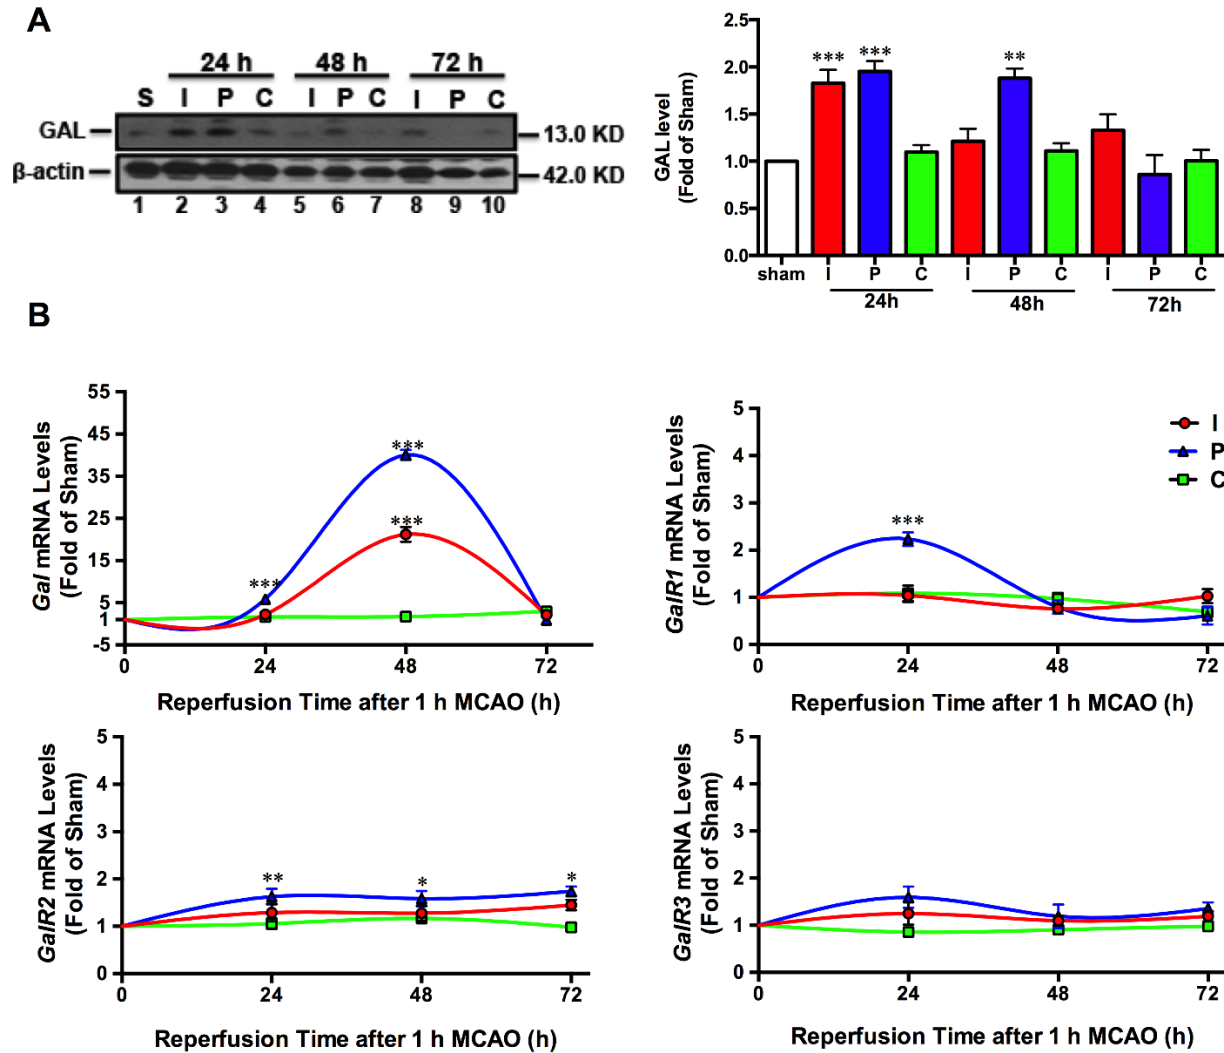 A
24 h 48 h 72 h
S I P C I P C I P C
GAL 13.0 KD
β-actin 42.0 KD
1 2 3 4 5 6 7 8 9 10
GAL level
(Fold of Sham)
2.5
2.0
1.5
1.0
0.5
0.0
*** *** **
sham I P C I P C I P C
24h 48h 72h
B
Gal mRNA Levels
(Fold of Sham)
55
45
35
25
15
5
1
-5
***
***
***
0 24 48 72
Reperfusion Time after 1 h MCAO (h)
GalR1 mRNA Levels
(Fold of Sham)
5
4
3
2
1
0
***
I
P
C
0 24 48 72
Reperfusion Time after 1 h MCAO (h)
GalR2 mRNA Levels
(Fold of Sham)
5
4
3
2
1
0
** * *
0 24 48 72
Reperfusion Time after 1 h MCAO (h)
GalR3 mRNA Levels
(Fold of Sham)
5
4
3
2
1
0
0 24 48 72
Reperfusion Time after 1 h MCAO (h)